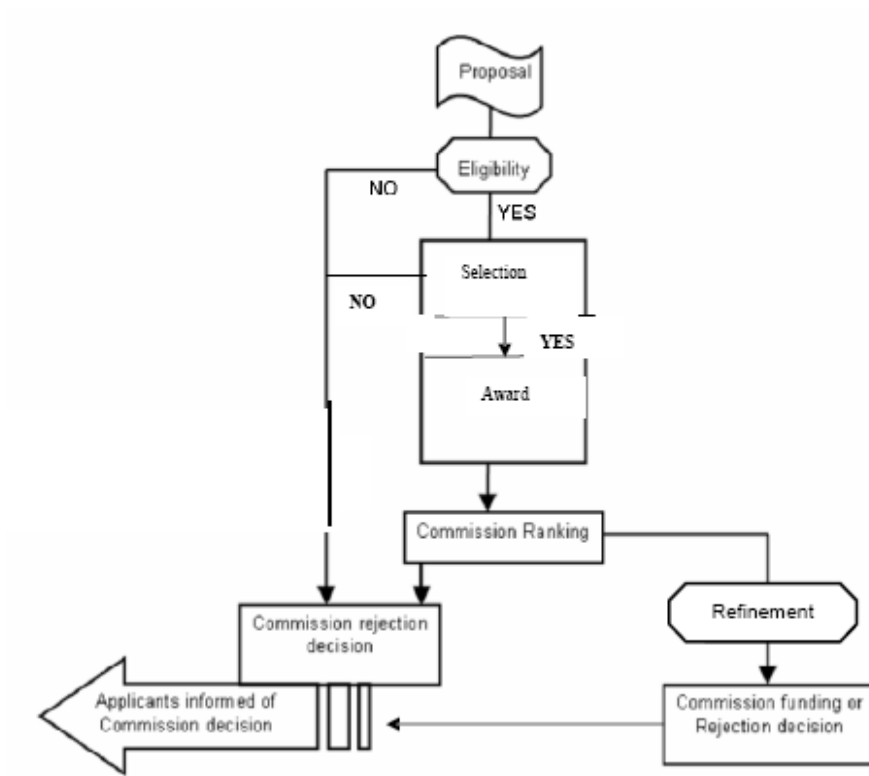 Proposal
Eligibility
NO
YES
Selection
NO
YES
Award
Commission Ranking
Refinement
Commission rejection
decision
Applicants informed of
Commission decision
Commission funding or
Rejection decision